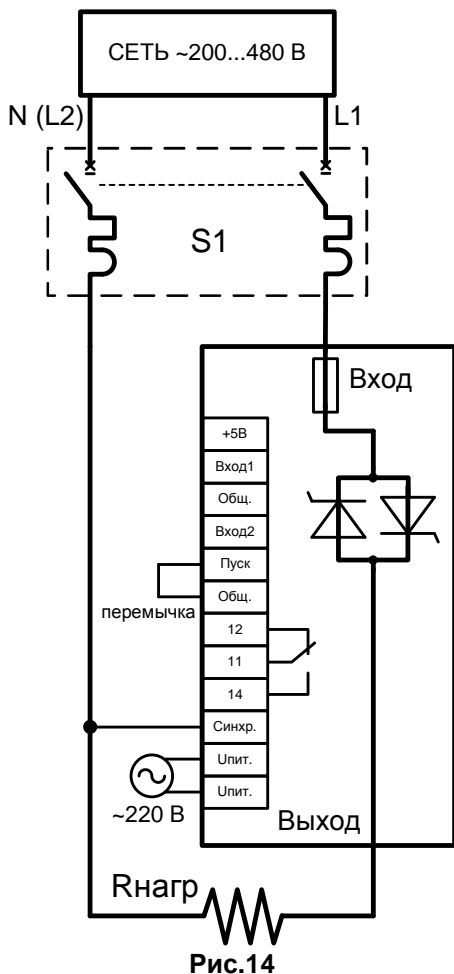 СЕТЬ ~200...480 В
N (L2)
L1
S1
Вход
+5В
Вход1
Общ.
Вход2
Пуск
Общ.
перемычка
12
11
14
Синхр.
Uпит.
Uпит.
~220 В
Выход
Rнагр
Рис.14